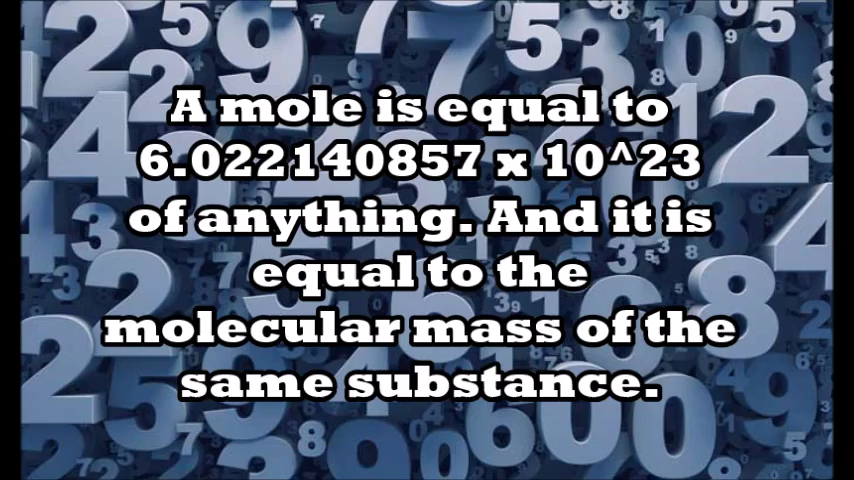 A mole is equal to
6.022140857 x 10^23
of anything. And it is
equal to the
molecular mass of the
same substance.